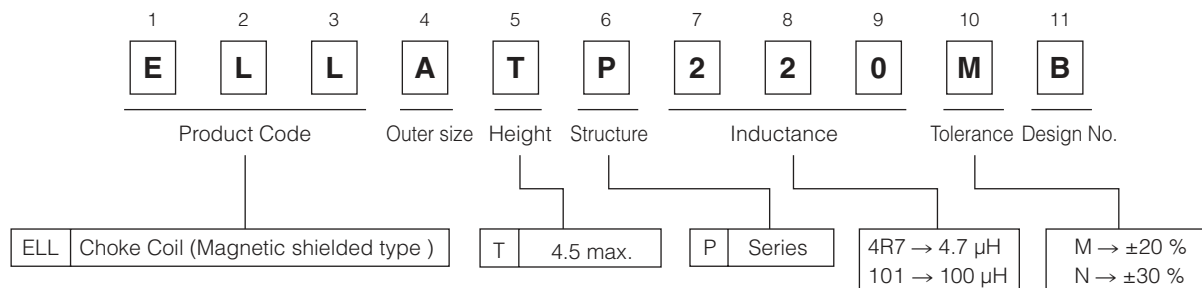 1 2 3 4 5 6 7 8 9 10 11
E L L A T P 2 2 0 M B
Product Code Outer size Height Structure Inductance Tolerance Design No.
ELL Choke Coil (Magnetic shielded type )
T 4.5 max.
P Series
4R7 → 4.7 µH
101 → 100 µH
M → ±20 %
N → ±30 %